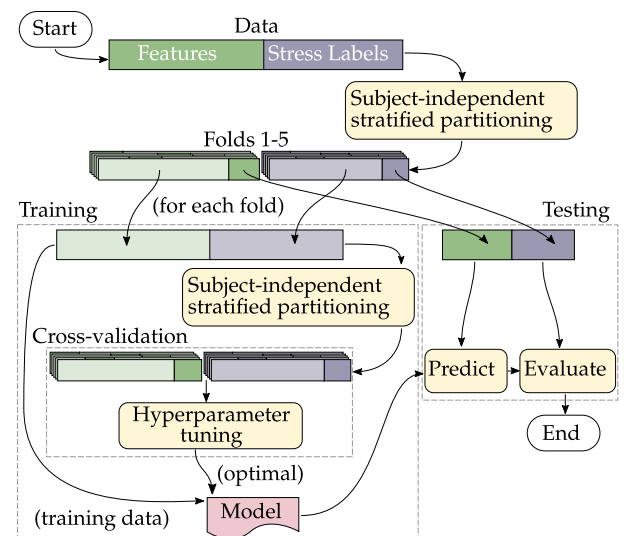 Start
Data
Features
Stress Labels
Subject-independent
stratified partitioning
Folds 1-5
(for each fold)
Training
Testing
Subject-independent
stratified partitioning
Cross-validation
Predict
Evaluate
Hyperparameter
tuning
End
(optimal)
Model
(training data)